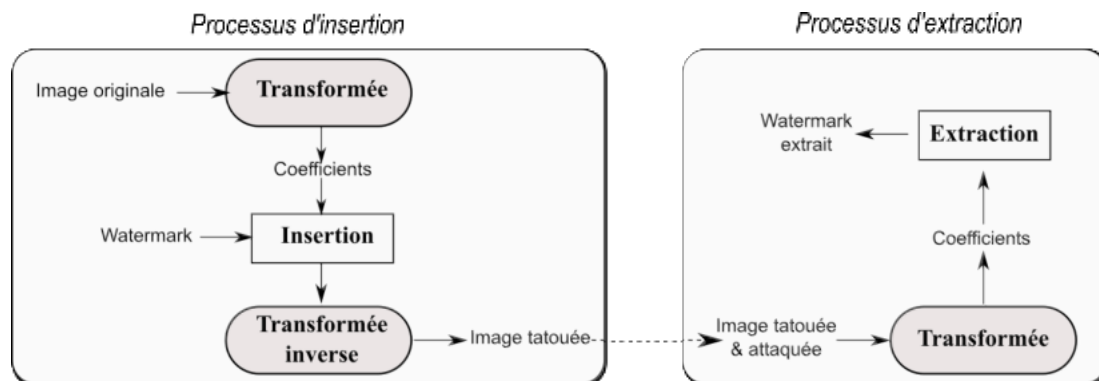 Processus d'insertion
Image originale
Transformée
Coefficients
Watermark
Insertion
Transformée
inverse
Image tatouée
Processus d'extraction
Watermark
extrait
Extraction
Coefficients
Image tatouée
& attaquée
Transformée